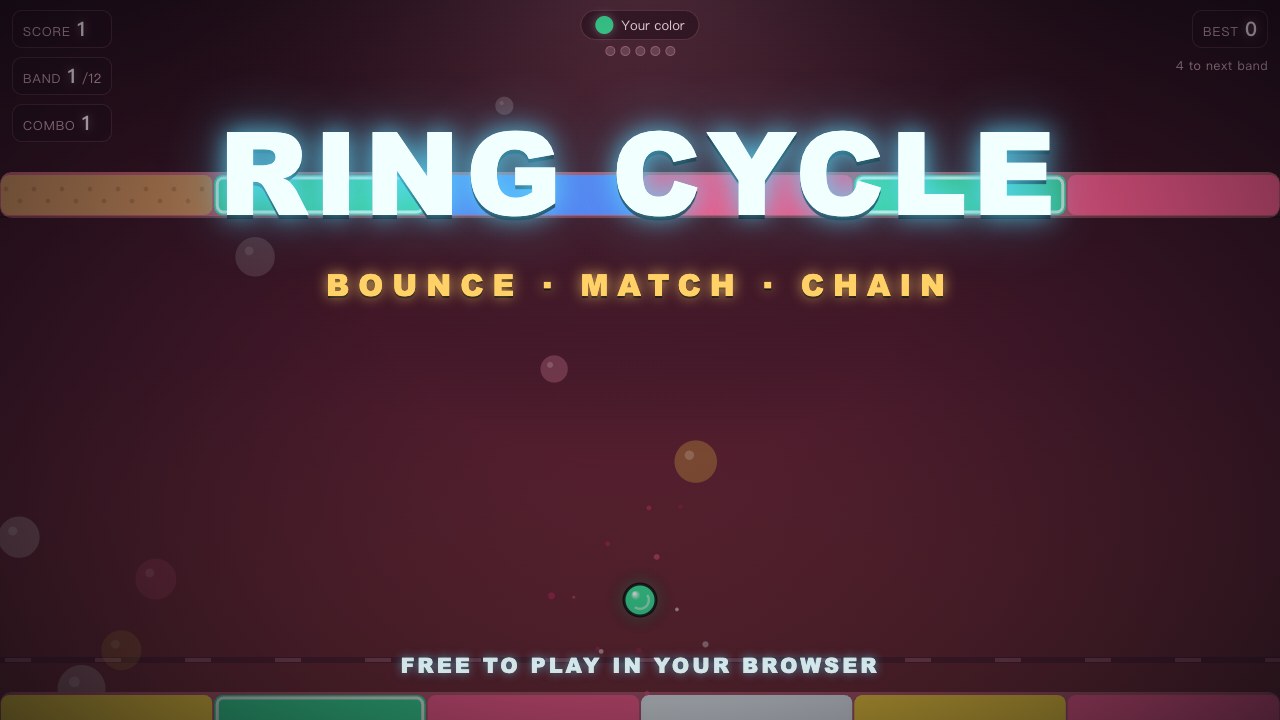 SCORE 1
Your color
BEST 0
4 to next band
BAND 1 /12
COMBO 1
RING CYCLE
BOUNCE · MATCH · CHAIN
FREE TO PLAY IN YOUR BROWSER